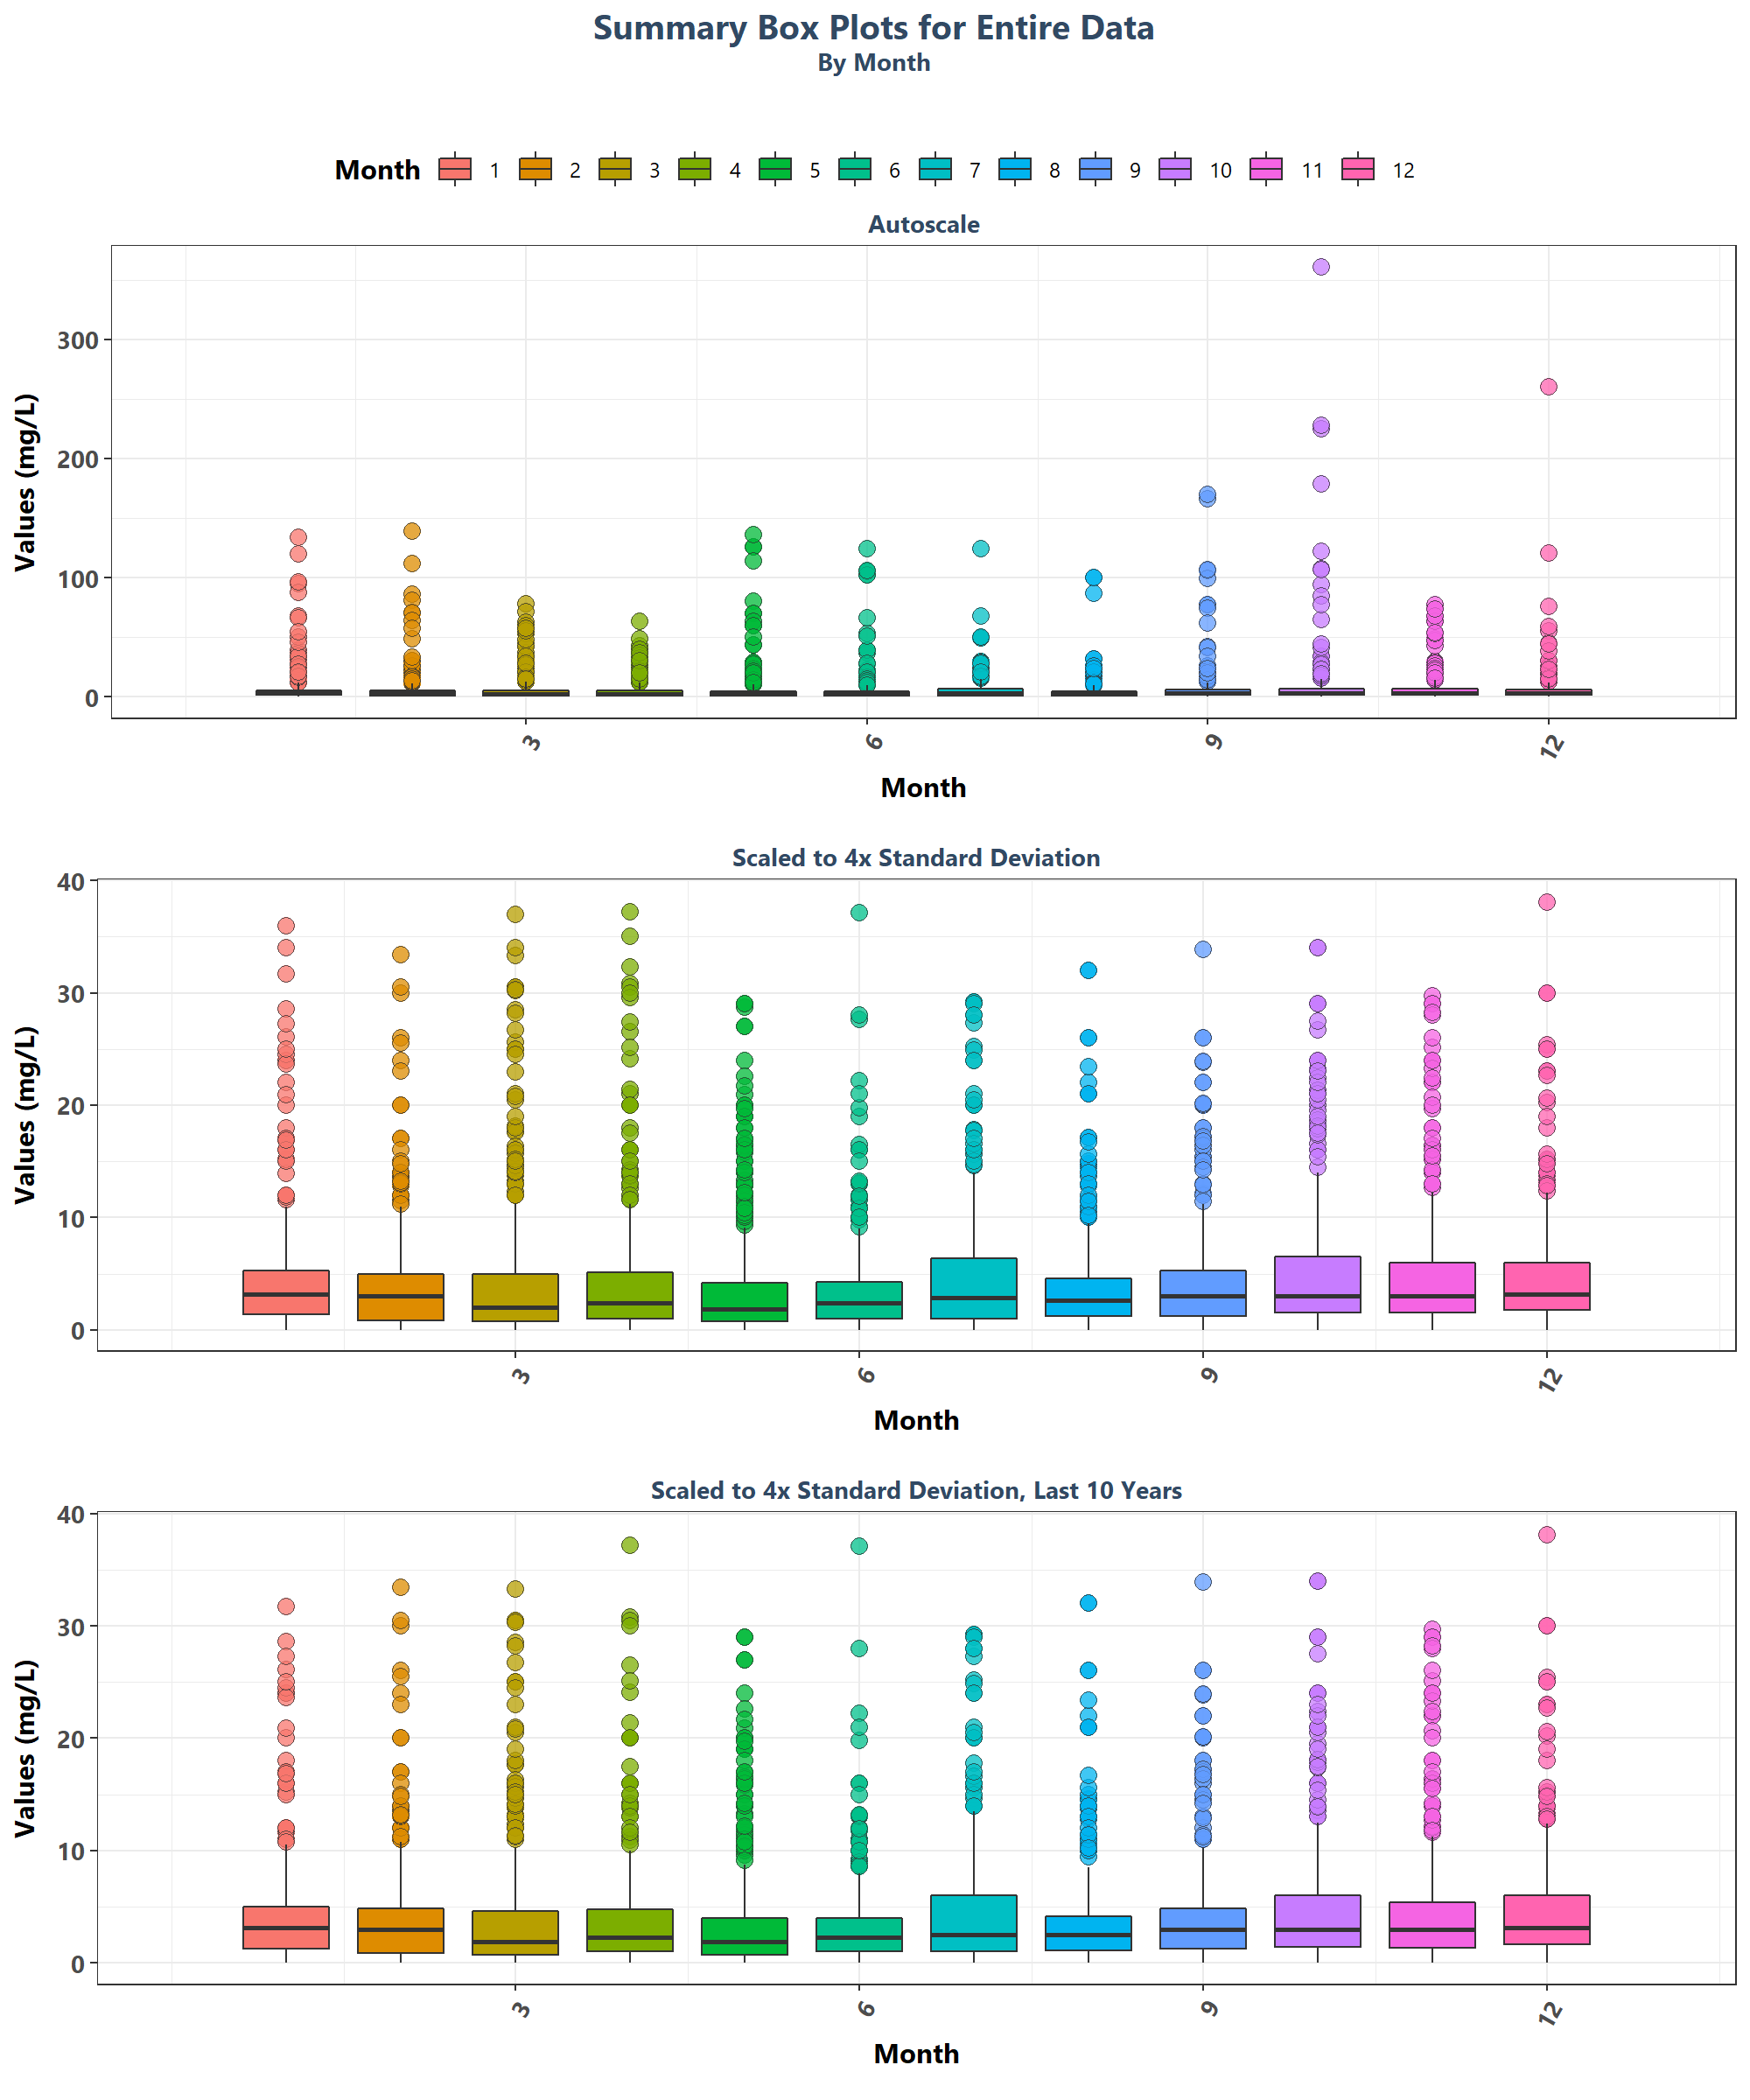 Summary Box Plots for Entire Data
By Month
Month 1 2 3 4 5 6 7 8 9 10 11 12
Autoscale
Values (mg/L)
300
200
100
0
3 6 9 12
Month
Scaled to 4x Standard Deviation
Values (mg/L)
40
30
20
10
0
3 6 9 12
Month
Scaled to 4x Standard Deviation, Last 10 Years
Values (mg/L)
40
30
20
10
0
3 6 9 12
Month